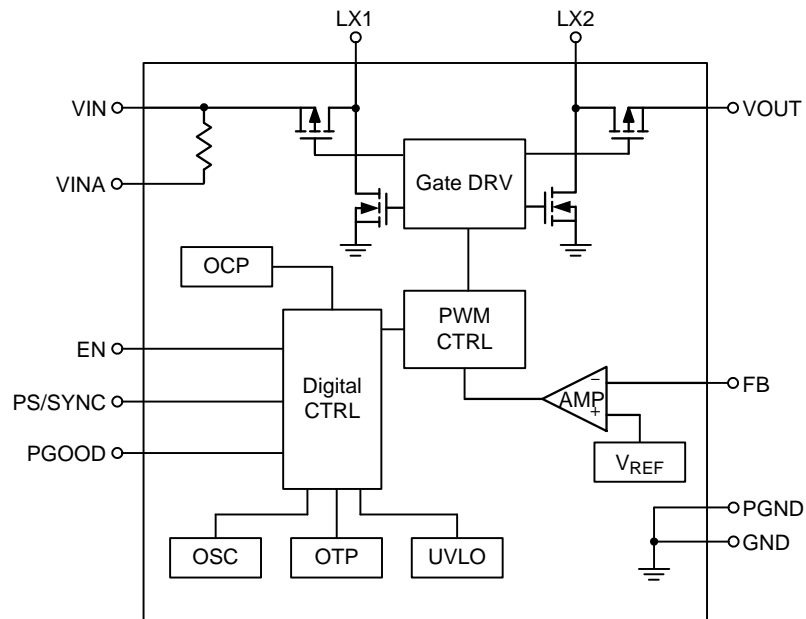 LX1
LX2
VIN
VOUT
VINA
Gate DRV
OCP
PWM
CTRL
EN
Digital
CTRL
PS/SYNC
PGOOD
−
AMP
+
FB
VREF
PGND
GND
OSC
OTP
UVLO